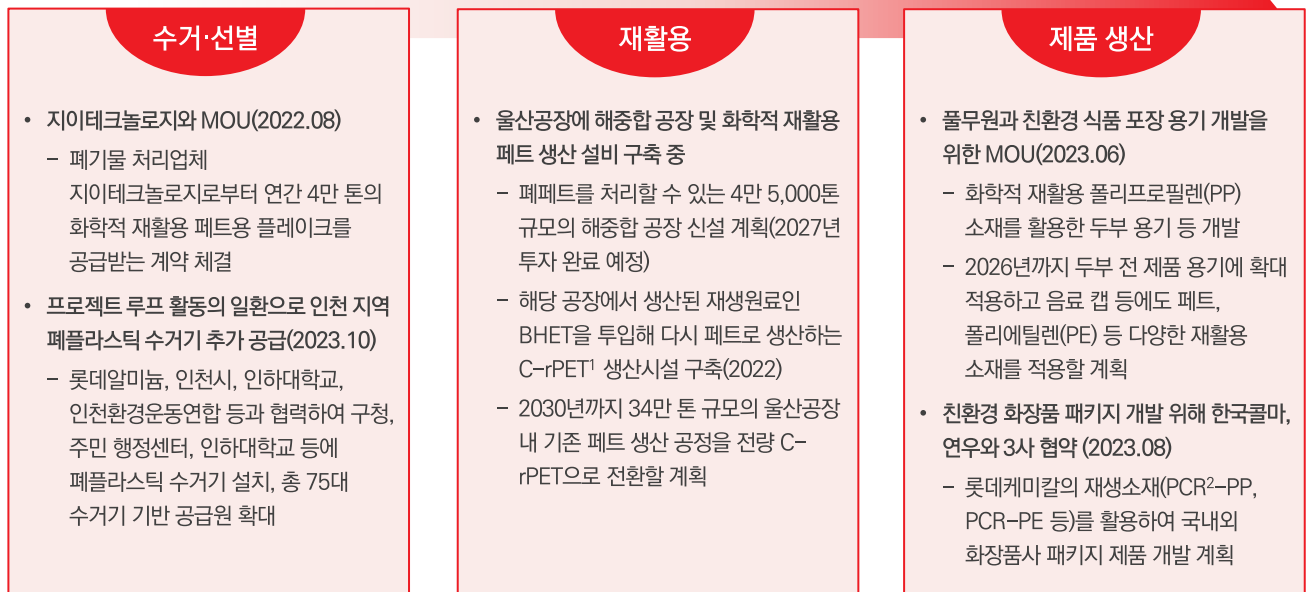 수거·선별
• 지이테크놀로지와 MOU(2022.08)
– 폐기물 처리업체
지이테크놀로지로부터 연간 4만 톤의
화학적 재활용 페트용 플레이크를
공급받는 계약 체결
• 프로젝트 루프 활동의 일환으로 인천 지역
폐플라스틱 수거기 추가 공급(2023.10)
– 롯데알미늄, 인천시, 인하대학교,
인천환경운동연합 등과 협력하여 구청,
주민 행정센터, 인하대학교 등에
폐플라스틱 수거기 설치, 총 75대
수거기 기반 공급원 확대
재활용
• 울산공장에 해중합 공장 및 화학적 재활용
페트 생산 설비 구축 중
– 폐페트를 처리할 수 있는 4만 5,000톤
규모의 해중합 공장 신설 계획(2027년
투자 완료 예정)
– 해당 공장에서 생산된 재생원료인
BHET을 투입해 다시 페트로 생산하는
C–rPET¹ 생산시설 구축(2022)
– 2030년까지 34만 톤 규모의 울산공장
내 기존 페트 생산 공정을 전량 C–
rPET으로 전환할 계획
제품 생산
• 풀무원과 친환경 식품 포장 용기 개발을
위한 MOU(2023.06)
– 화학적 재활용 폴리프로필렌(PP)
소재를 활용한 두부 용기 등 개발
– 2026년까지 두부 전 제품 용기에 확대
적용하고 음료 캡 등에도 페트,
폴리에틸렌(PE) 등 다양한 재활용
소재를 적용할 계획
• 친환경 화장품 패키지 개발 위해 한국콜마,
연우와 3사 협약 (2023.08)
– 롯데케미칼의 재생소재(PCR²–PP,
PCR–PE 등)를 활용하여 국내외
화장품사 패키지 제품 개발 계획